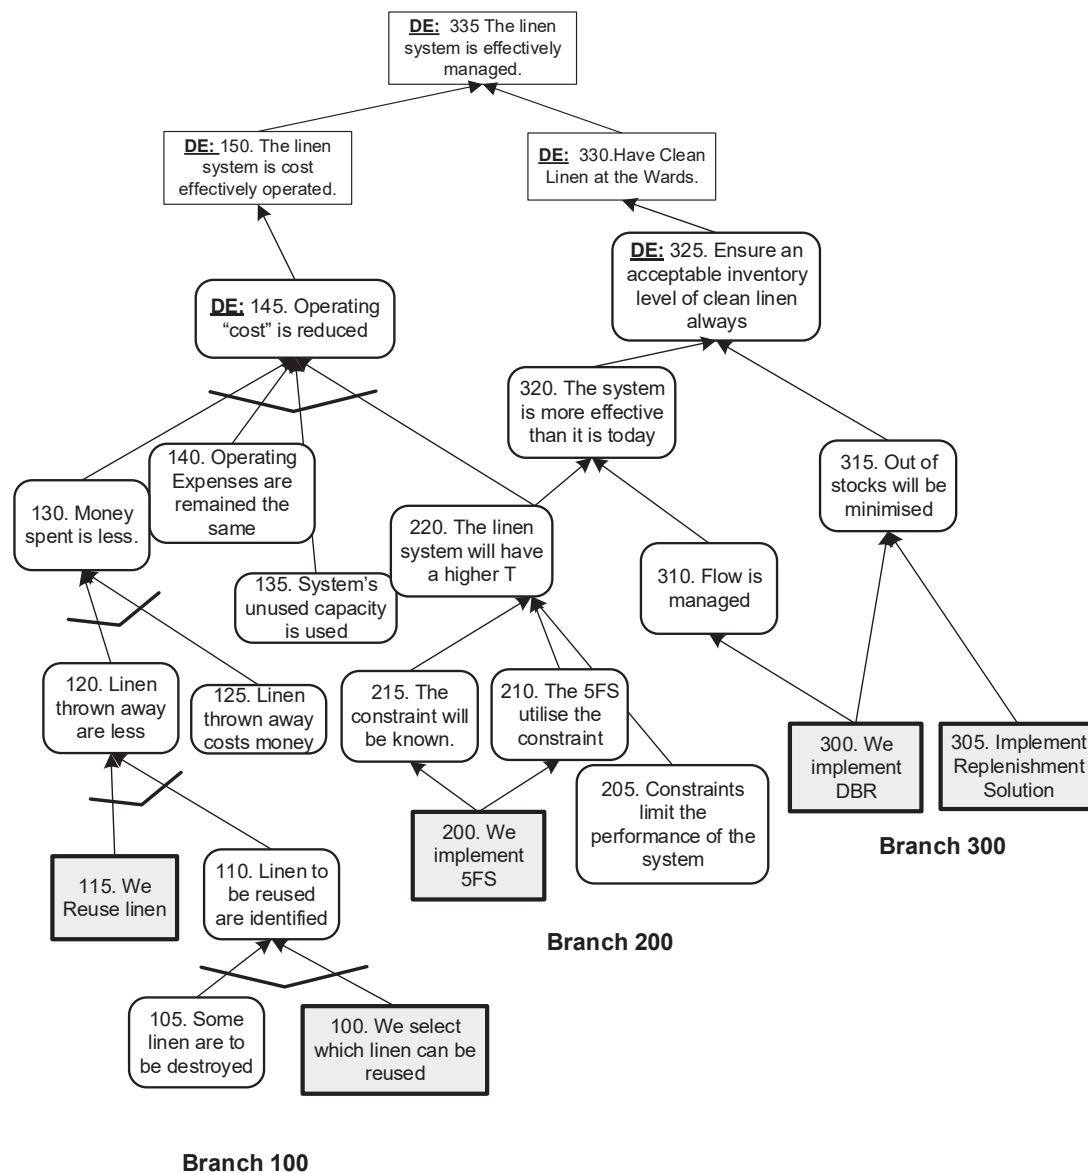 DE: 335 The linen
system is effectively
managed.
DE: 150. The linen
system is cost
effectively operated.
DE: 330.Have Clean
Linen at the Wards.
DE: 325. Ensure an
acceptable inventory
level of clean linen
always
DE: 145. Operating
“cost” is reduced
320. The system
is more effective
than it is today
140. Operating
Expenses are
remained the
same
315. Out of
stocks will be
minimised
130. Money
spent is less.
220. The linen
system will have
a higher T
310. Flow is
managed
135. System's
unused capacity
is used
120. Linen
thrown away
are less
125. Linen
thrown away
costs money
215. The
constraint will
be known.
210. The 5FS
utilise the
constraint
300. We
implement
DBR
305. Implement
Replenishment
Solution
205. Constraints
limit the
performance of the
system
200. We
implement
5FS
Branch 300
115. We
Reuse linen
110. Linen to
be reused
are identified
Branch 200
105. Some
linen are to
be destroyed
100. We select
which linen can be
reused
Branch 100